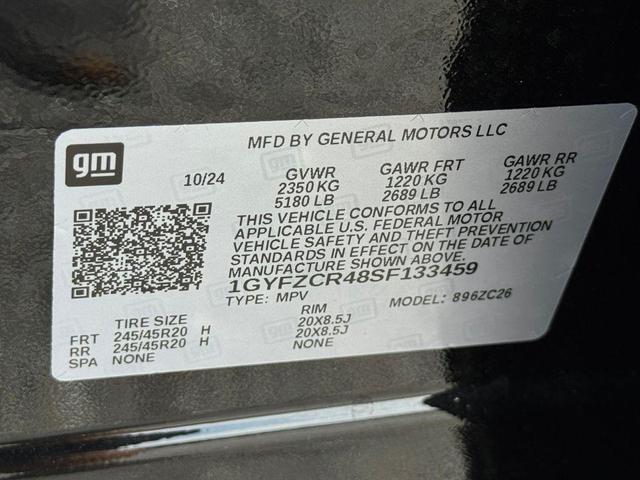 MFD BY GENERAL MOTORS LLC
gm
10/24
GVWR GAWR FRT GAWR RR
2350 KG 1220 KG 1220 KG
5180 LB 2689 LB 2689 LB
THIS VEHICLE CONFORMS TO ALL
APPLICABLE U.S. FEDERAL MOTOR
VEHICLE SAFETY AND THEFT PREVENTION
STANDARDS IN EFFECT ON THE DATE OF
MANUFACTURE SHOWN ABOVE.
1GYFZCR48SF133459
TYPE: MPV MODEL: 896ZC26
TIRE SIZE RIM
FRT 245/45R20 H 20X8.5J
RR 245/45R20 H 20X8.5J
SPA NONE NONE